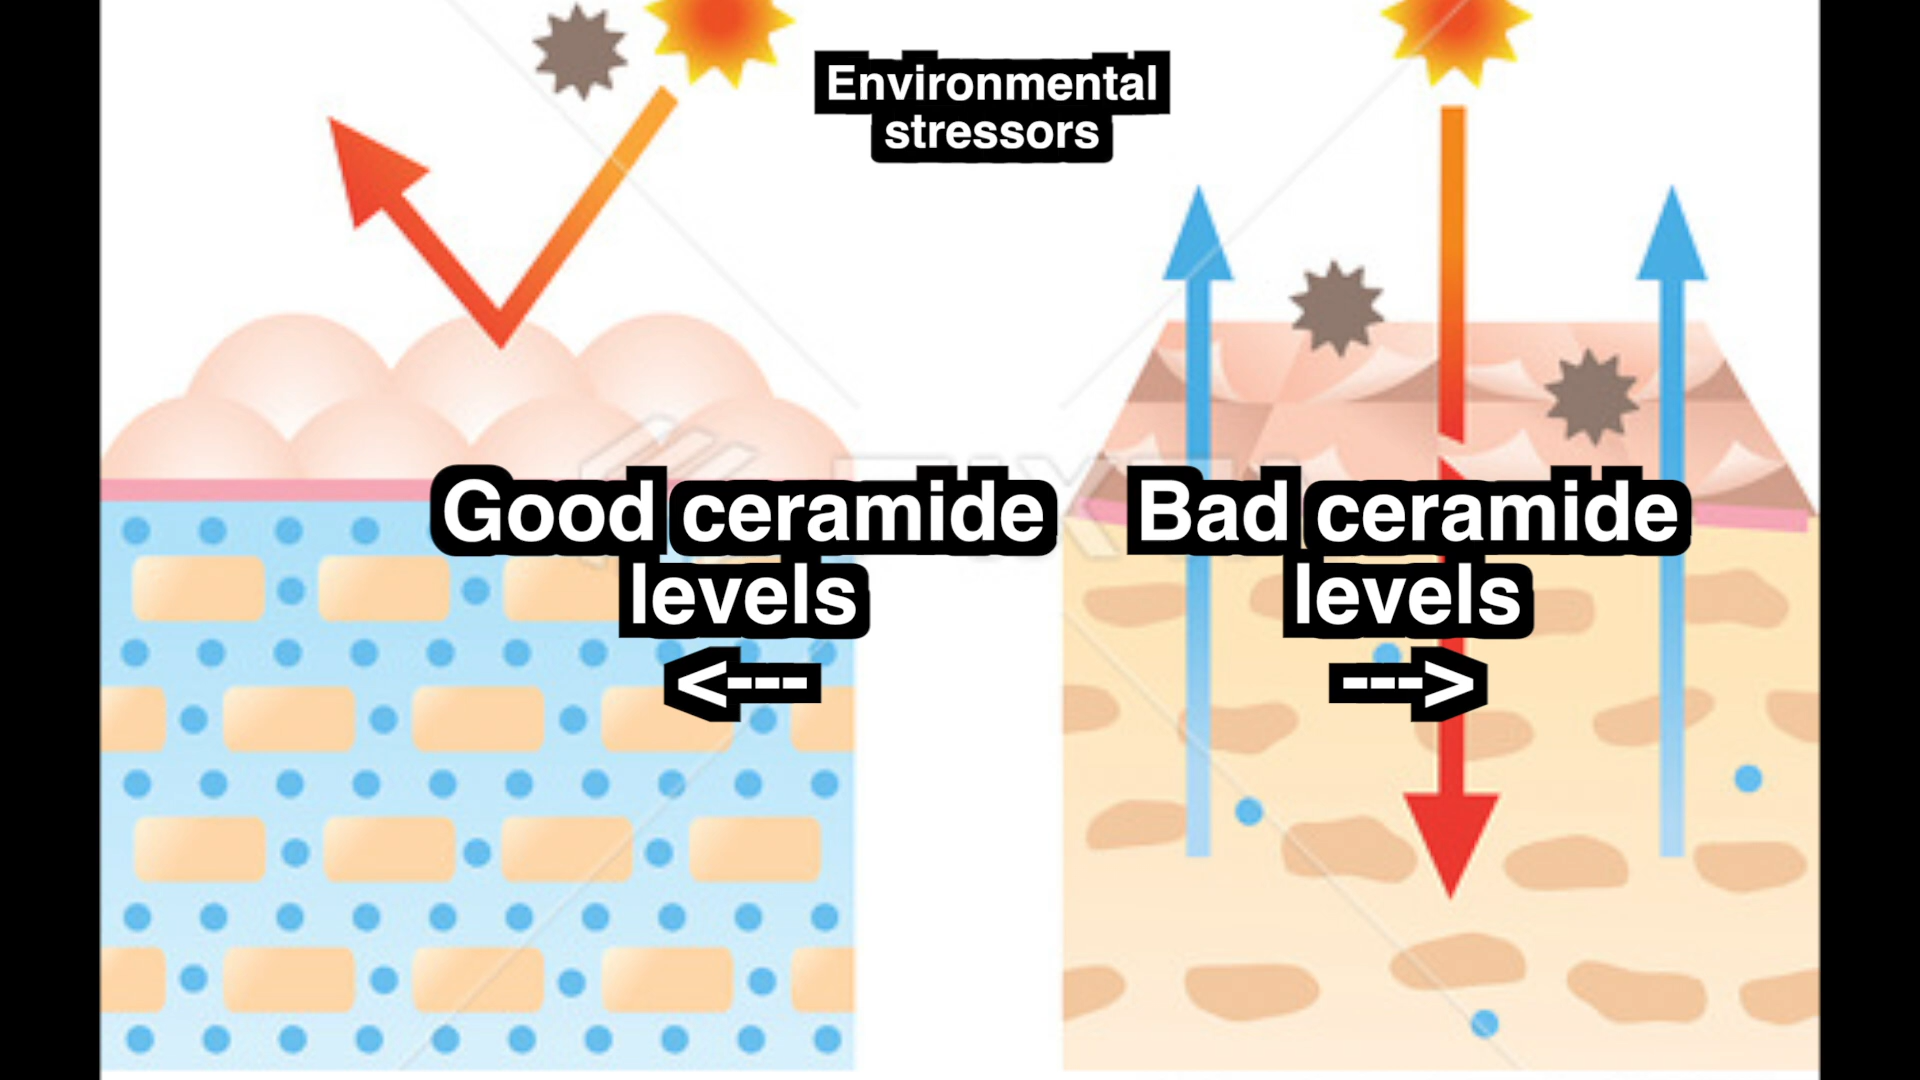 Environmental
stressors
Good ceramide
levels
<---
Bad ceramide
levels
--->